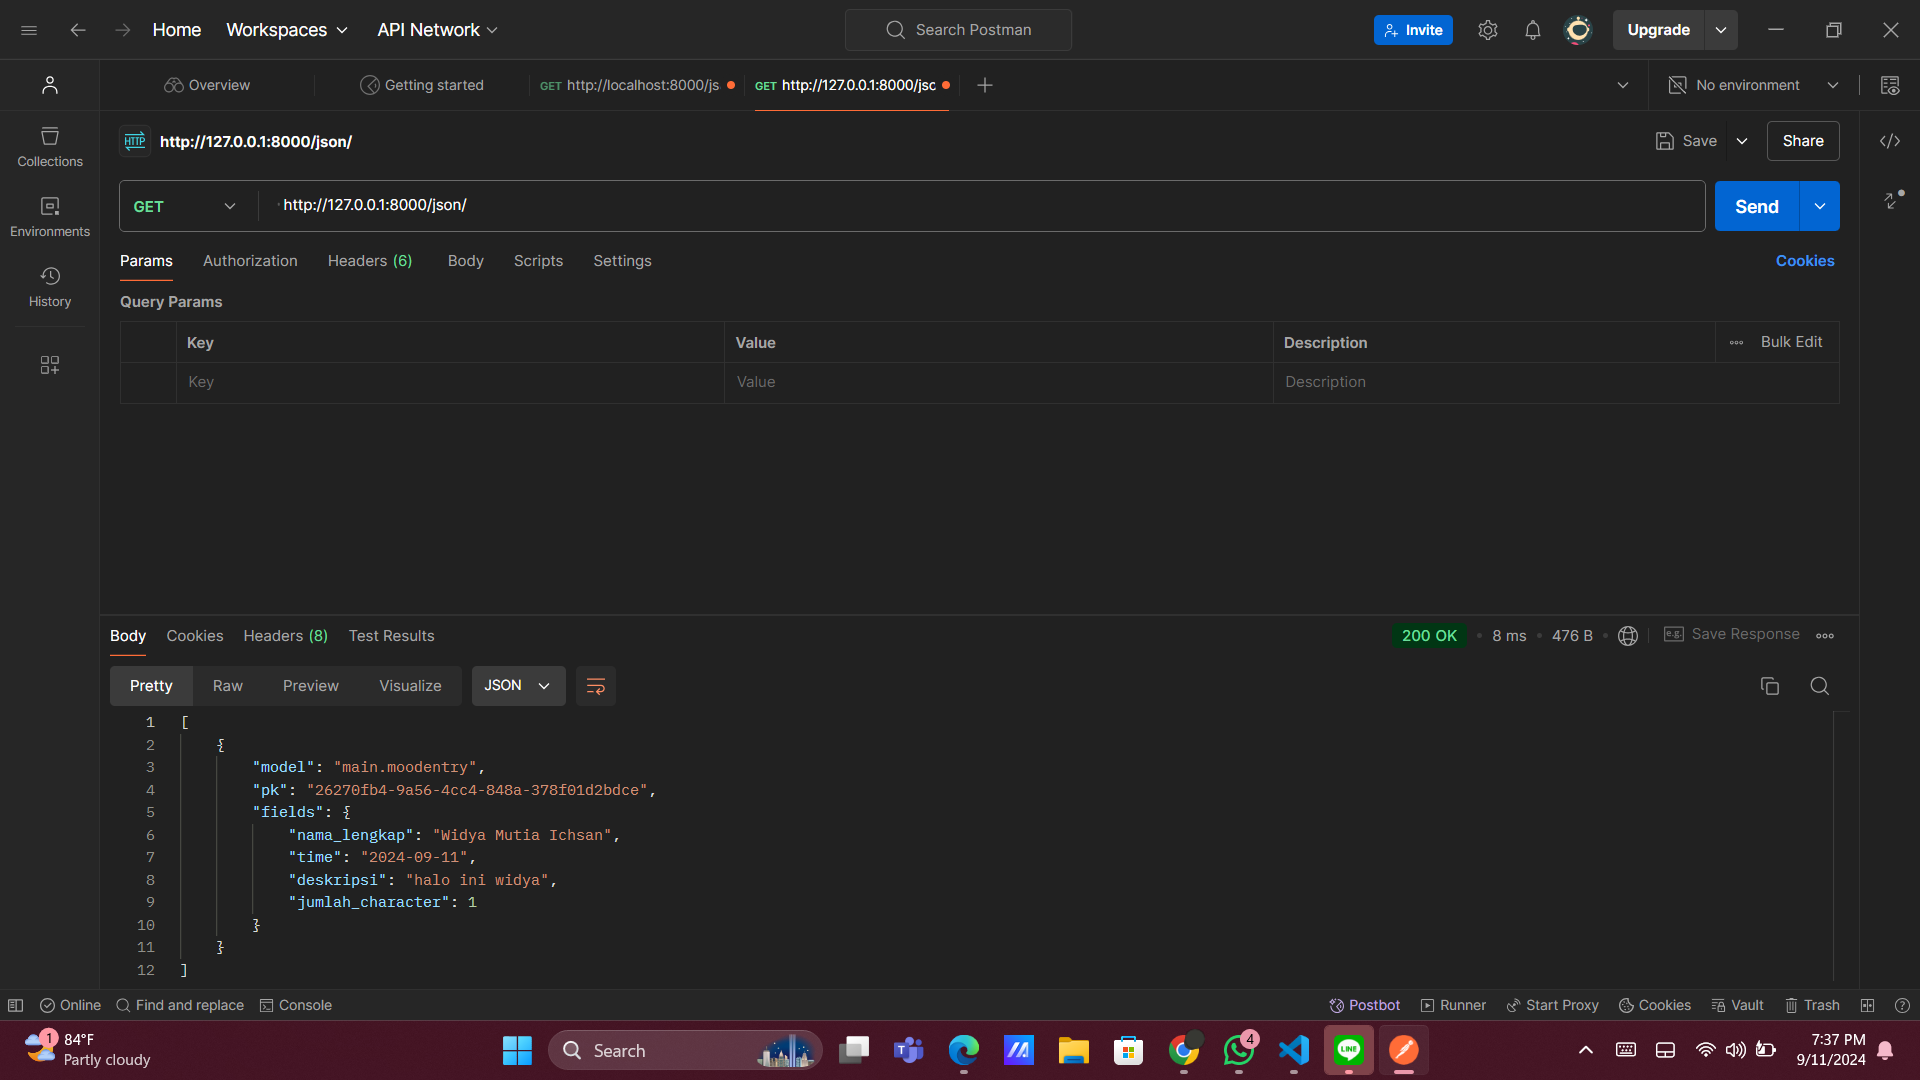 Home
Workspaces
API Network
Search Postman
Invite
Upgrade
Overview
Getting started
GET http://localhost:8000/js
GET http://127.0.0.1:8000/jsc
No environment
HTTP http://127.0.0.1:8000/json/
Save
Share
Collections
Environments
History
GET
http://127.0.0.1:8000/json/
Send
Params
Authorization
Headers (6)
Body
Scripts
Settings
Cookies
Query Params
Key
Value
Description
Bulk Edit
Key
Value
Description
Body
Cookies
Headers (8)
Test Results
200 OK
8 ms
476 B
e.g.
Save Response
Pretty
Raw
Preview
Visualize
JSON
1 [
2 {
3 "model": "main.moodentry",
4 "pk": "26270fb4-9a56-4cc4-848a-378f01d2bdce",
5 "fields": {
6 "nama_lengkap": "Widya Mutia Ichsan",
7 "time": "2024-09-11",
8 "deskripsi": "halo ini widya",
9 "jumlah_character": 1
10 }
11 }
12 ]
Online
Find and replace
Console
Postbot
Runner
Start Proxy
Cookies
Vault
Trash
1
84°F
Partly cloudy
Search
4
LINE
7:37 PM
9/11/2024